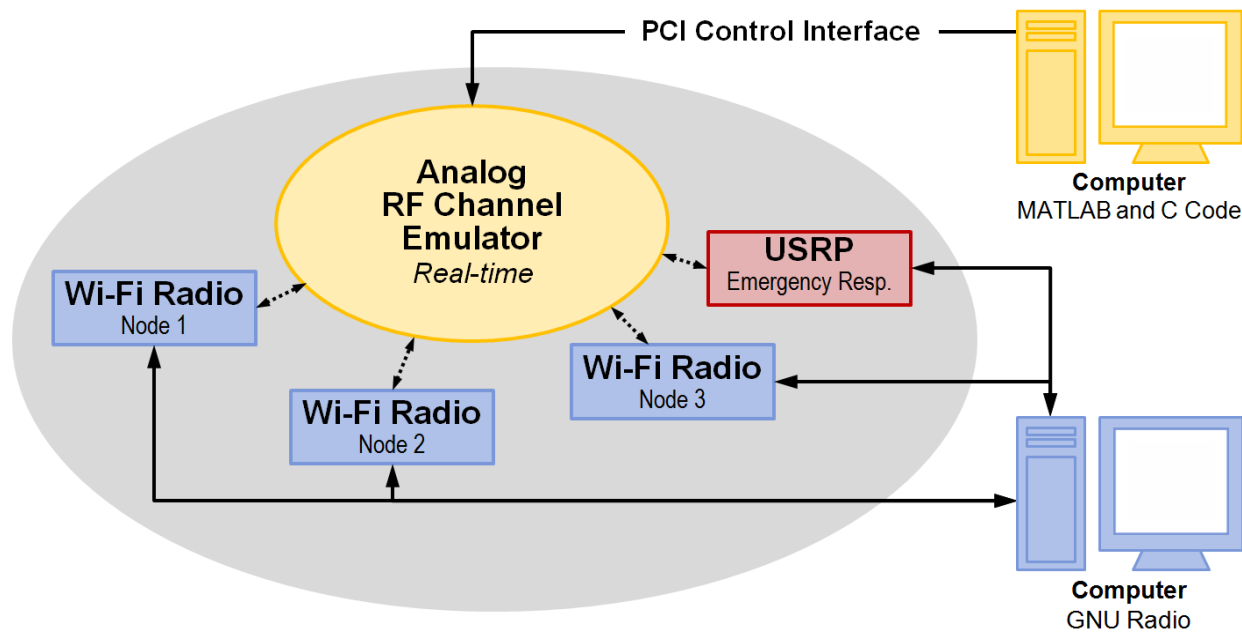 PCI Control Interface
Analog
RF Channel
Emulator
Real-time
Computer
MATLAB and C Code
USRP
Emergency Resp.
Wi-Fi Radio
Node 1
Wi-Fi Radio
Node 2
Wi-Fi Radio
Node 3
Computer
GNU Radio